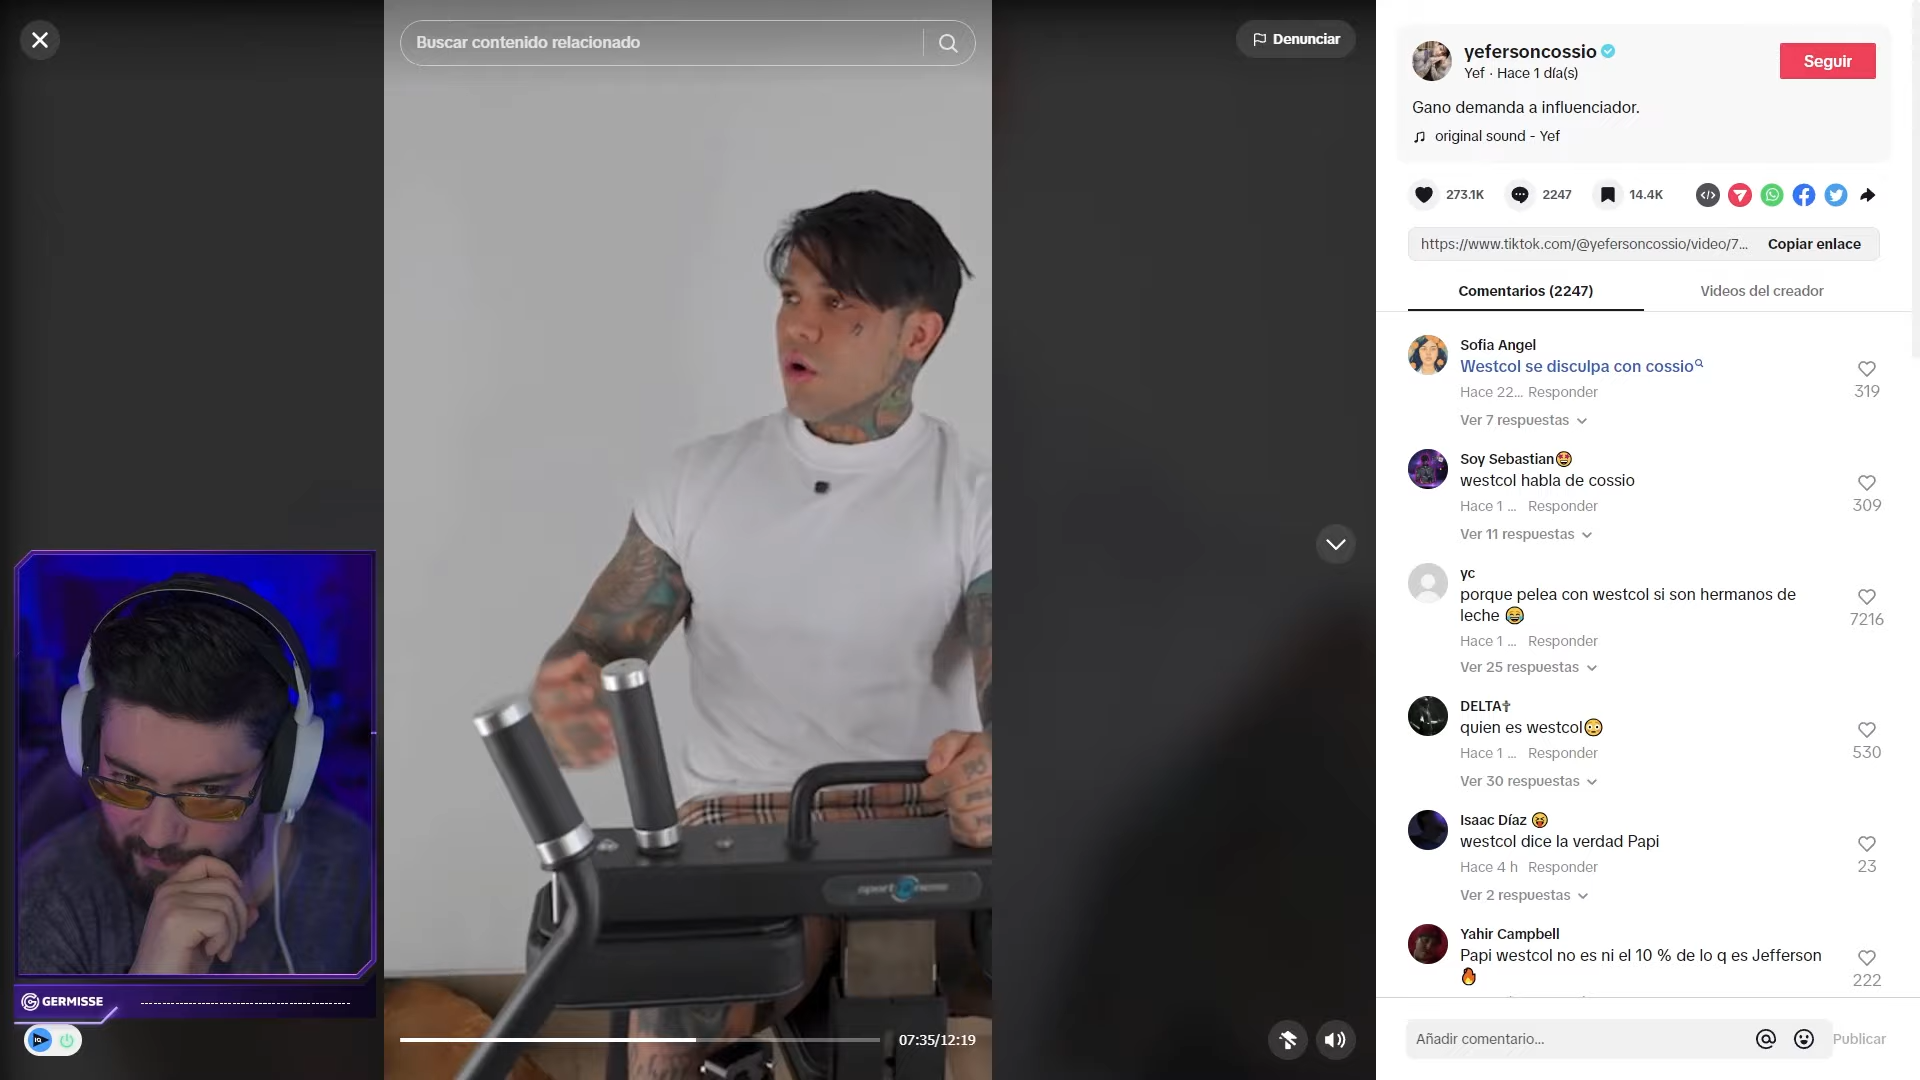 Buscar contenido relacionado
Denunciar
yefersoncossio
Yef · Hace 1 día(s)
Seguir
Gano demanda a influenciador.
original sound - Yef
273.1K
2247
14.4K
https://www.tiktok.com/@yefersoncossio/video/7...
Copiar enlace
Comentarios (2247)
Videos del creador
Sofia Angel
Westcol se disculpa con cossio
Hace 22... Responder
319
Ver 7 respuestas
Soy Sebastian🤩
westcol habla de cossio
Hace 1 ... Responder
309
Ver 11 respuestas
yc
porque pelea con westcol si son hermanos de
leche 😂
Hace 1 ... Responder
7216
Ver 25 respuestas
DELTA✝
quien es westcol😳
Hace 1 ... Responder
530
Ver 30 respuestas
Isaac Díaz 😝
westcol dice la verdad Papi
Hace 4 h Responder
23
Ver 2 respuestas
Yahir Campbell
Papi westcol no es ni el 10 % de lo q es Jefferson
🔥
222
GERMISSE
07:35/12:19
Añadir comentario...
Publicar